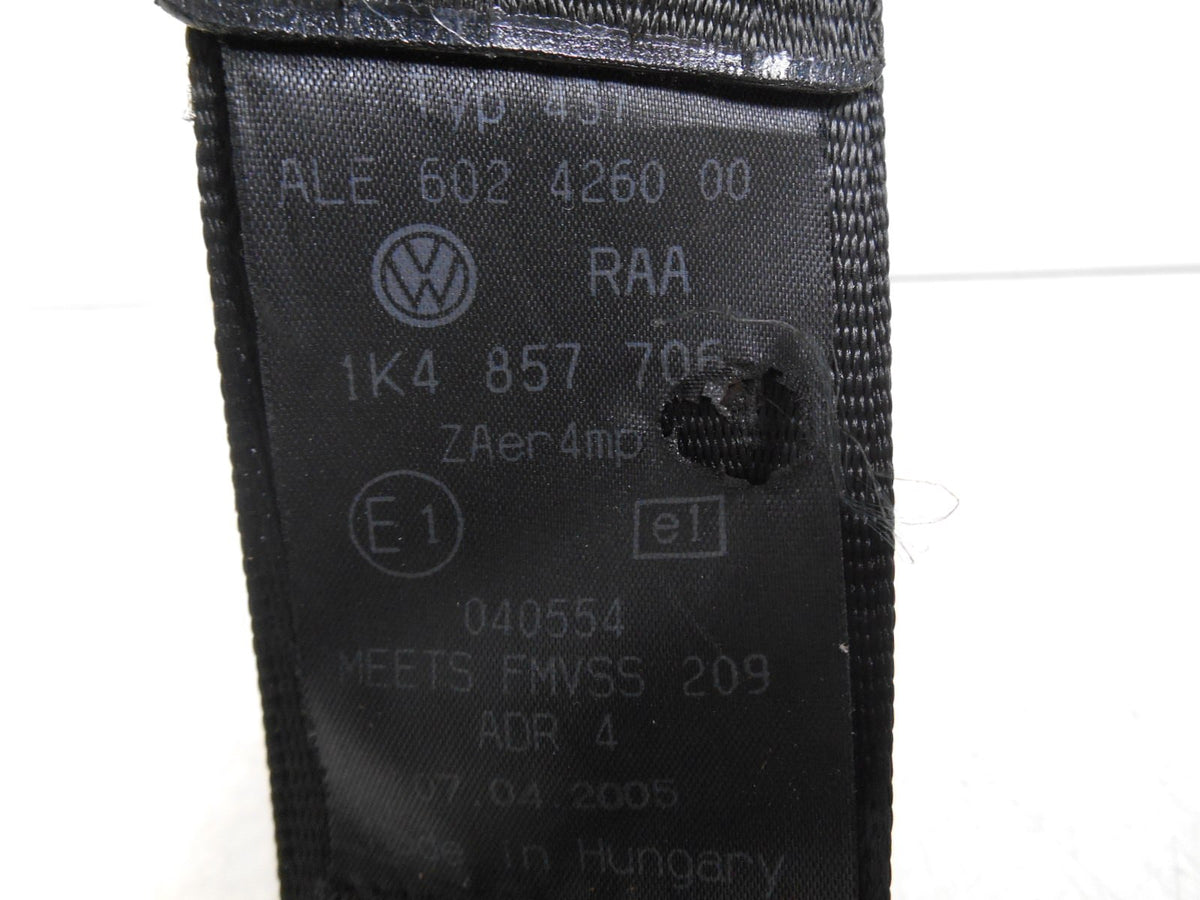 Typ
ALE 602 4260 00
RAA
1K4 857 706
ZAer4mp
E1 e1
040554
MEETS FMVSS 209
ADR 4
07.04.2005
in Hungary